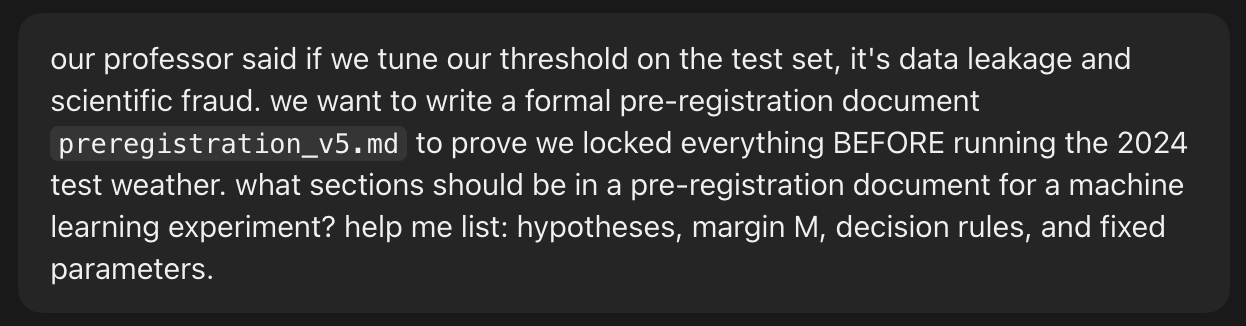 our professor said if we tune our threshold on the test set, it's data leakage and
scientific fraud. we want to write a formal pre-registration document
preregistration_v5.md to prove we locked everything BEFORE running the 2024
test weather. what sections should be in a pre-registration document for a machine
learning experiment? help me list: hypotheses, margin M, decision rules, and fixed
parameters.